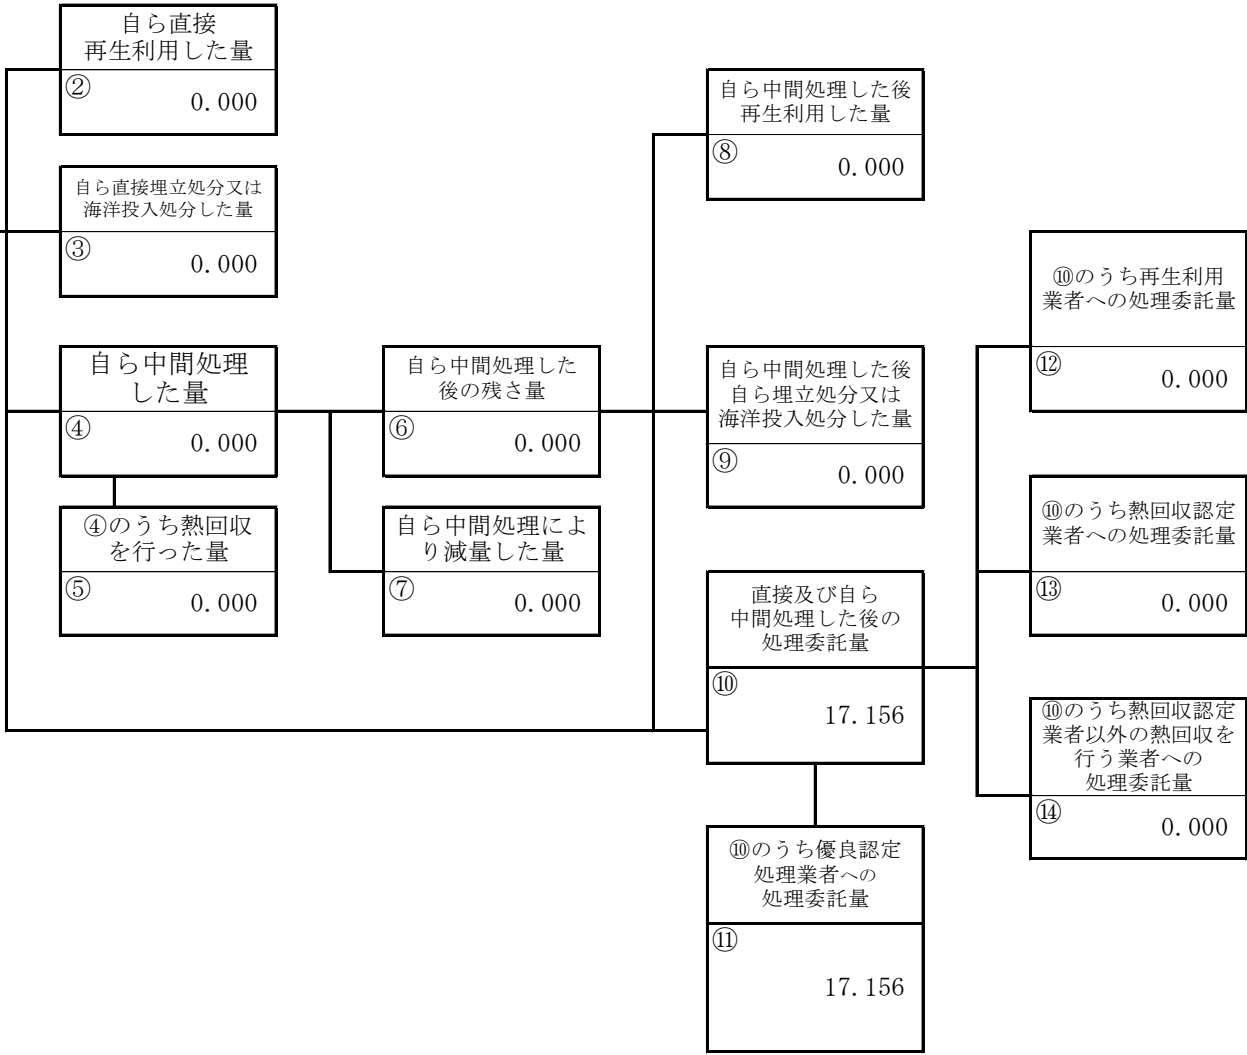 自ら直接
再生利用した量
②
0.000
自ら直接埋立処分又は
海洋投入処分した量
③
0.000
自ら中間処理
した量
④
0.000
④のうち熱回収
を行った量
⑤
0.000
自ら中間処理した
後の残さ量
⑥
0.000
自ら中間処理によ
り減量した量
⑦
0.000
自ら中間処理した後
再生利用した量
⑧
0.000
自ら中間処理した後
自ら埋立処分又は
海洋投入処分した量
⑨
0.000
直接及び自ら
中間処理した後の
処理委託量
⑩
17.156
⑩のうち優良認定
処理業者への
処理委託量
⑪
17.156
⑩のうち再生利用
業者への処理委託量
⑫
0.000
⑩のうち熱回収認定
業者への処理委託量
⑬
0.000
⑩のうち熱回収認定
業者以外の熱回収を
行う業者への
処理委託量
⑭
0.000